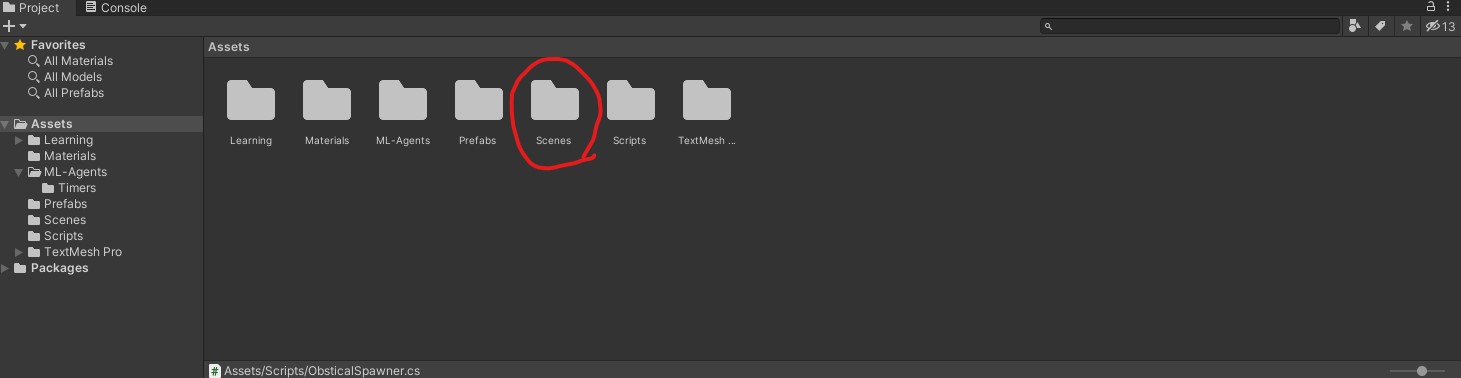 Project Console
13
Favorites
All Materials
All Models
All Prefabs
Assets
Learning
Materials
ML-Agents
Timers
Prefabs
Scenes
Scripts
TextMesh Pro
Packages
Assets
Learning Materials ML-Agents Prefabs Scenes Scripts TextMesh ...
# Assets/Scripts/ObsticalSpawner.cs